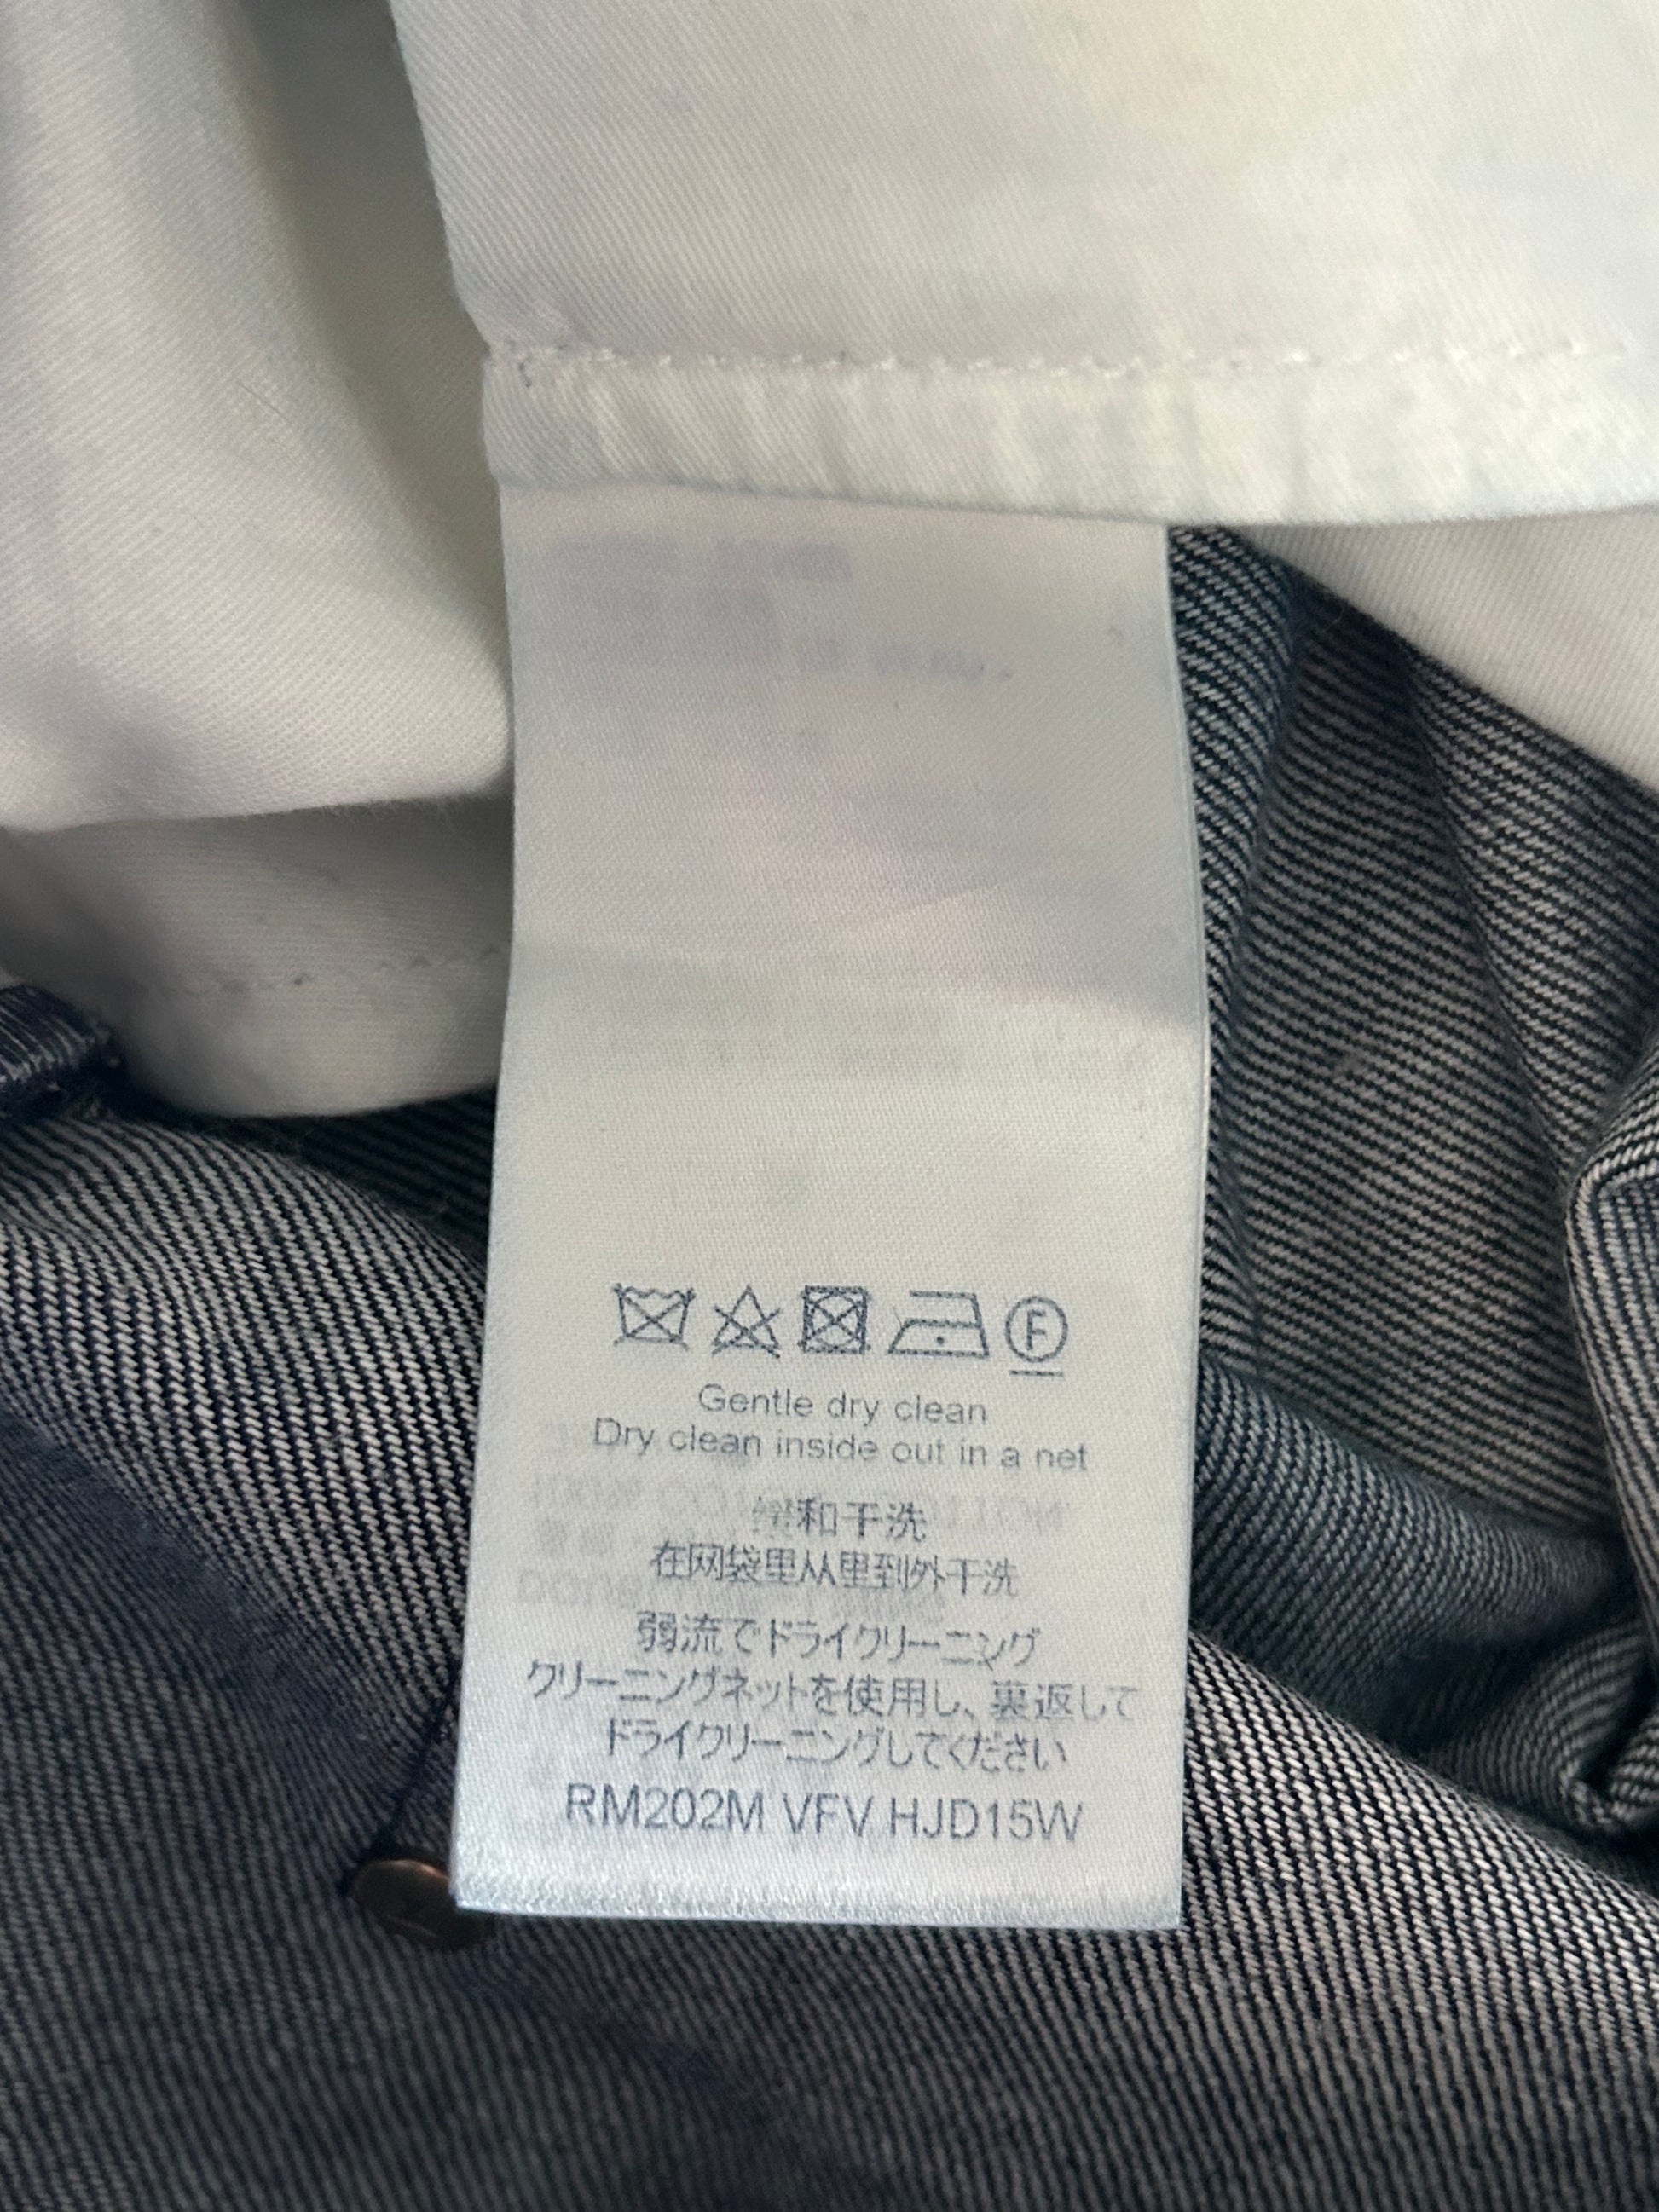 F
Gentle dry clean
Dry clean inside out in a net
缓和干洗
在网袋里从里到外干洗
弱流でドライクリーニング
クリーニングネットを使用し、裏返して
ドライクリーニングしてください
RM202M VFV HJD15W